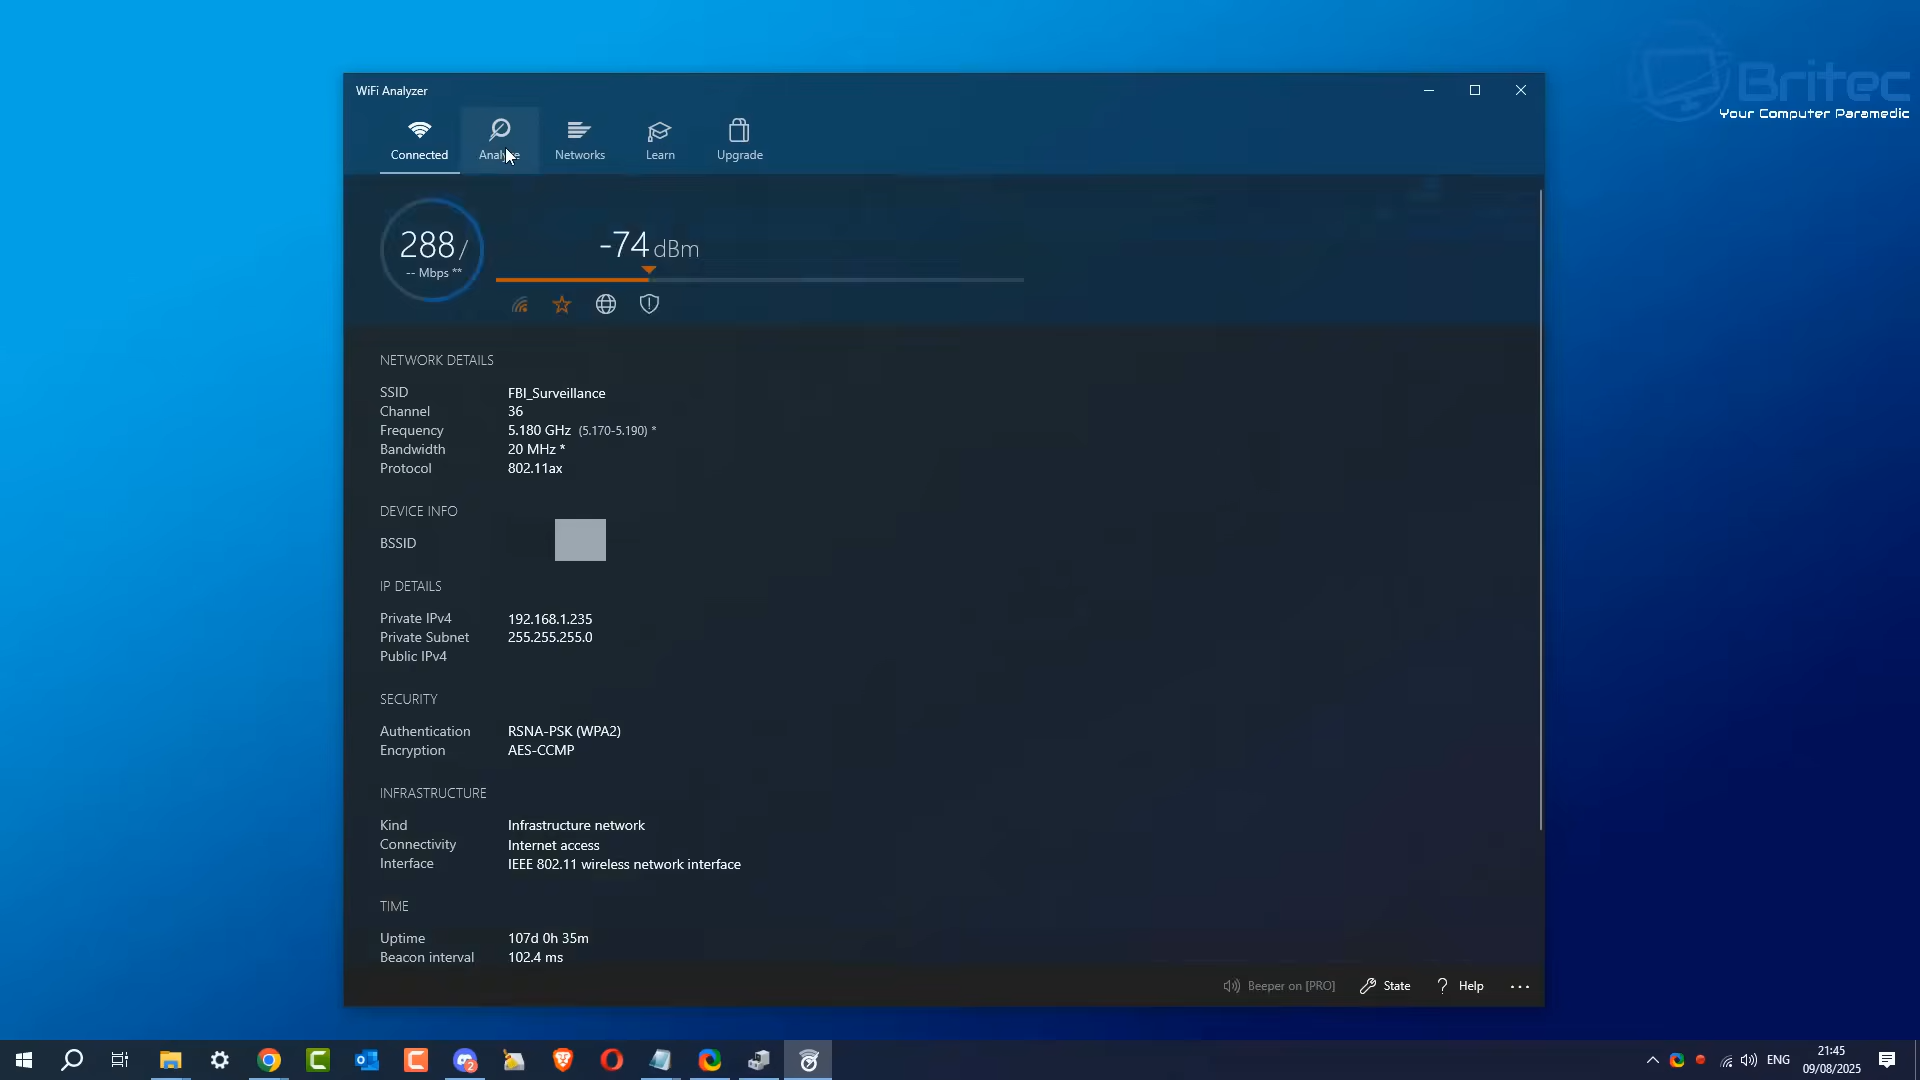 WiFi Analyzer
Britec
Your Computer Paramedic
Connected
Analyze
Networks
Learn
Upgrade
288/
-- Mbps **
-74 dBm
NETWORK DETAILS
SSID FBI_Surveillance
Channel 36
Frequency 5.180 GHz (5.170-5.190) *
Bandwidth 20 MHz *
Protocol 802.11ax
DEVICE INFO
BSSID
IP DETAILS
Private IPv4 192.168.1.235
Private Subnet 255.255.255.0
Public IPv4
SECURITY
Authentication RSNA-PSK (WPA2)
Encryption AES-CCMP
INFRASTRUCTURE
Kind Infrastructure network
Connectivity Internet access
Interface IEEE 802.11 wireless network interface
TIME
Uptime 107d 0h 35m
Beacon interval 102.4 ms
Beeper on [PRO]
State
? Help
2
ENG
21:45
09/08/2025